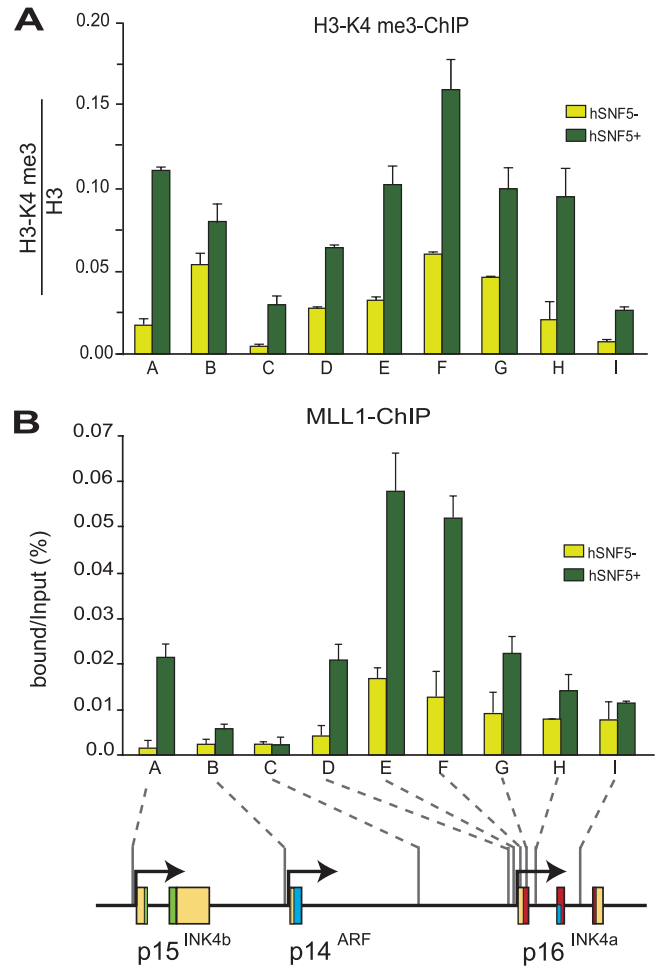 A
H3-K4 me3-ChIP
0.20
0.15
0.10
0.05
0.00
H3-K4 me3
H3
hSNF5-
hSNF5+
A B C D E F G H I
B
MLL1-ChIP
0.07
0.06
0.05
0.04
0.03
0.02
0.01
0.0
bound/Input (%)
hSNF5-
hSNF5+
A B C D E F G H I
p15 INK4b p14 ARF p16 INK4a